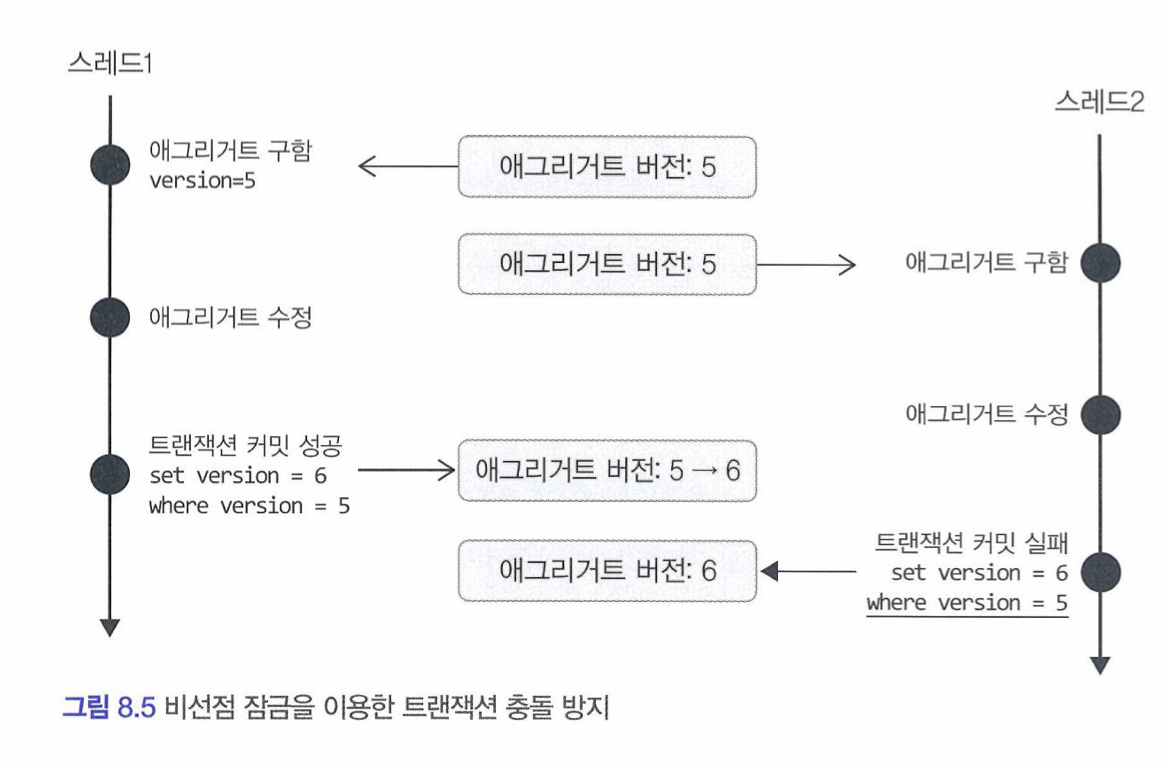 스레드1
스레드2
애그리거트 구함
version=5
애그리거트 버전: 5
애그리거트 버전: 5
애그리거트 구함
애그리거트 수정
애그리거트 수정
트랜잭션 커밋 성공
set version = 6
where version = 5
애그리거트 버전: 5 → 6
애그리거트 버전: 6
트랜잭션 커밋 실패
set version = 6
where version = 5
그림 8.5 비선점 잠금을 이용한 트랜잭션 충돌 방지